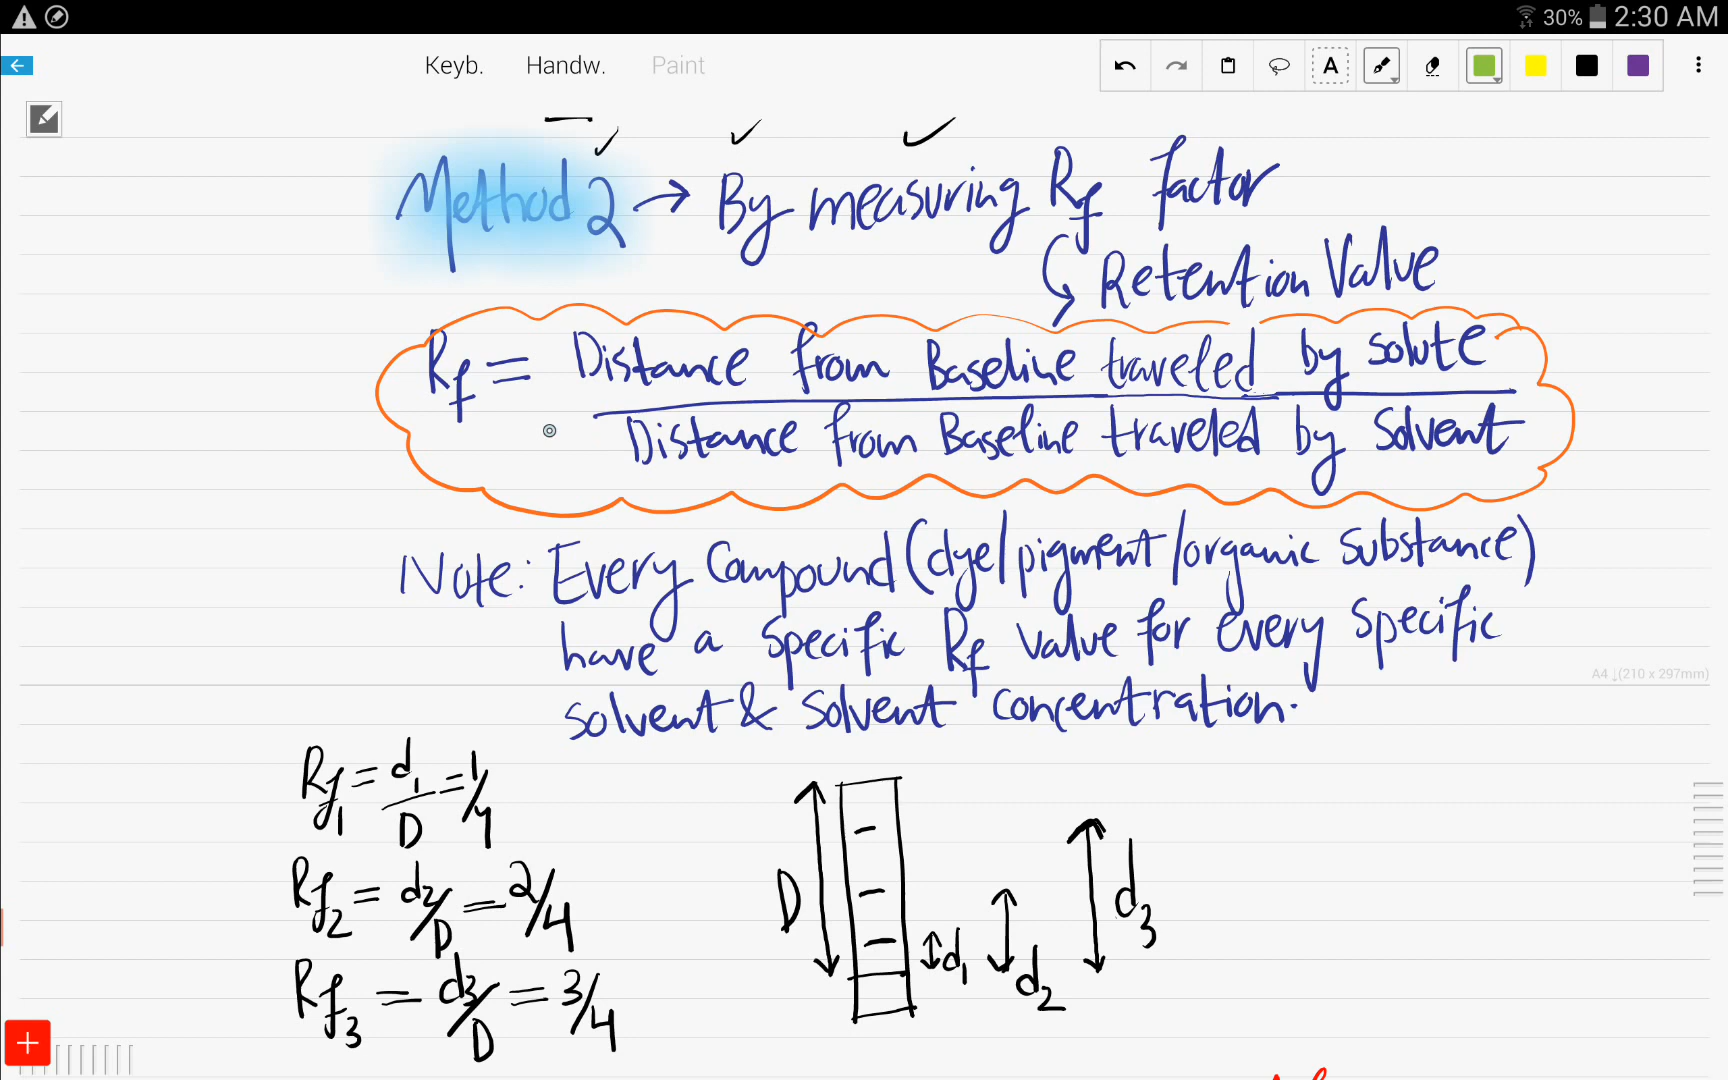 30% 2:30 AM
Keyb. Handw. Paint
A
Method 2 → By measuring Rf factor
Retention Value
Rf = Distance from Baseline traveled by solute
Distance from Baseline traveled by Solvent
Note: Every Compound (dye/pigment/organic substance)
have a specific Rf value for every specific
solvent & solvent concentration.
A4 ↓(210 x 297mm)
Rf1 = d1/D = 1/4
Rf2 = d2/D = 2/4
Rf3 = d3/D = 3/4
D d1 d2 d3